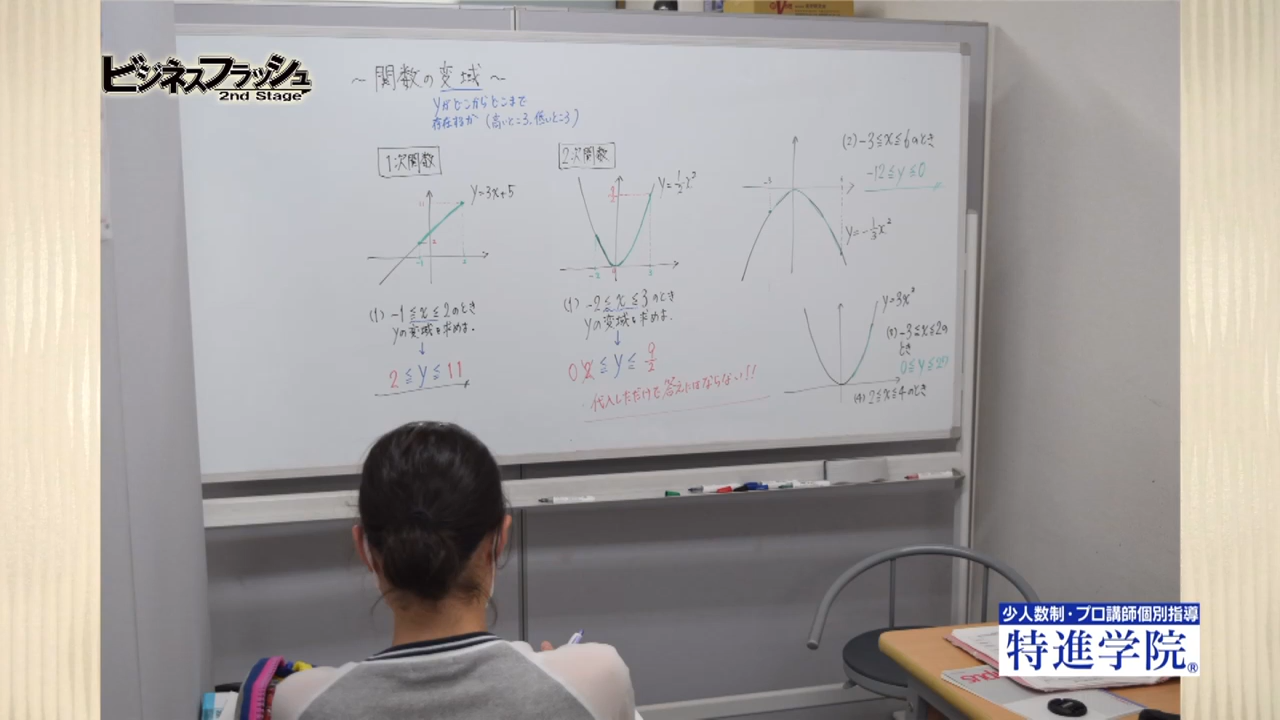 ビジネスフラッシュ
2nd Stage
～関数の変域～
yがどこからどこまで
存在するか(高いところ、低いところ)
1次関数
y=3x+5
(1) -1≦x≦2のとき
yの変域を求めよ.
↓
2≦y≦11
2次関数
y=1/2x²
(1) -2≦x≦3のとき
yの変域を求めよ.
↓
0 2≦y≦9/2
・代入しただけで答えにはならない!!
(2) -3≦x≦6のとき
-12≦y≦0
y=-1/3x²
y=3x²
(3) -3≦x≦2の
とき
0≦y≦27
(4) 2≦x≦4のとき
少人数制・プロ講師個別指導
特進学院®